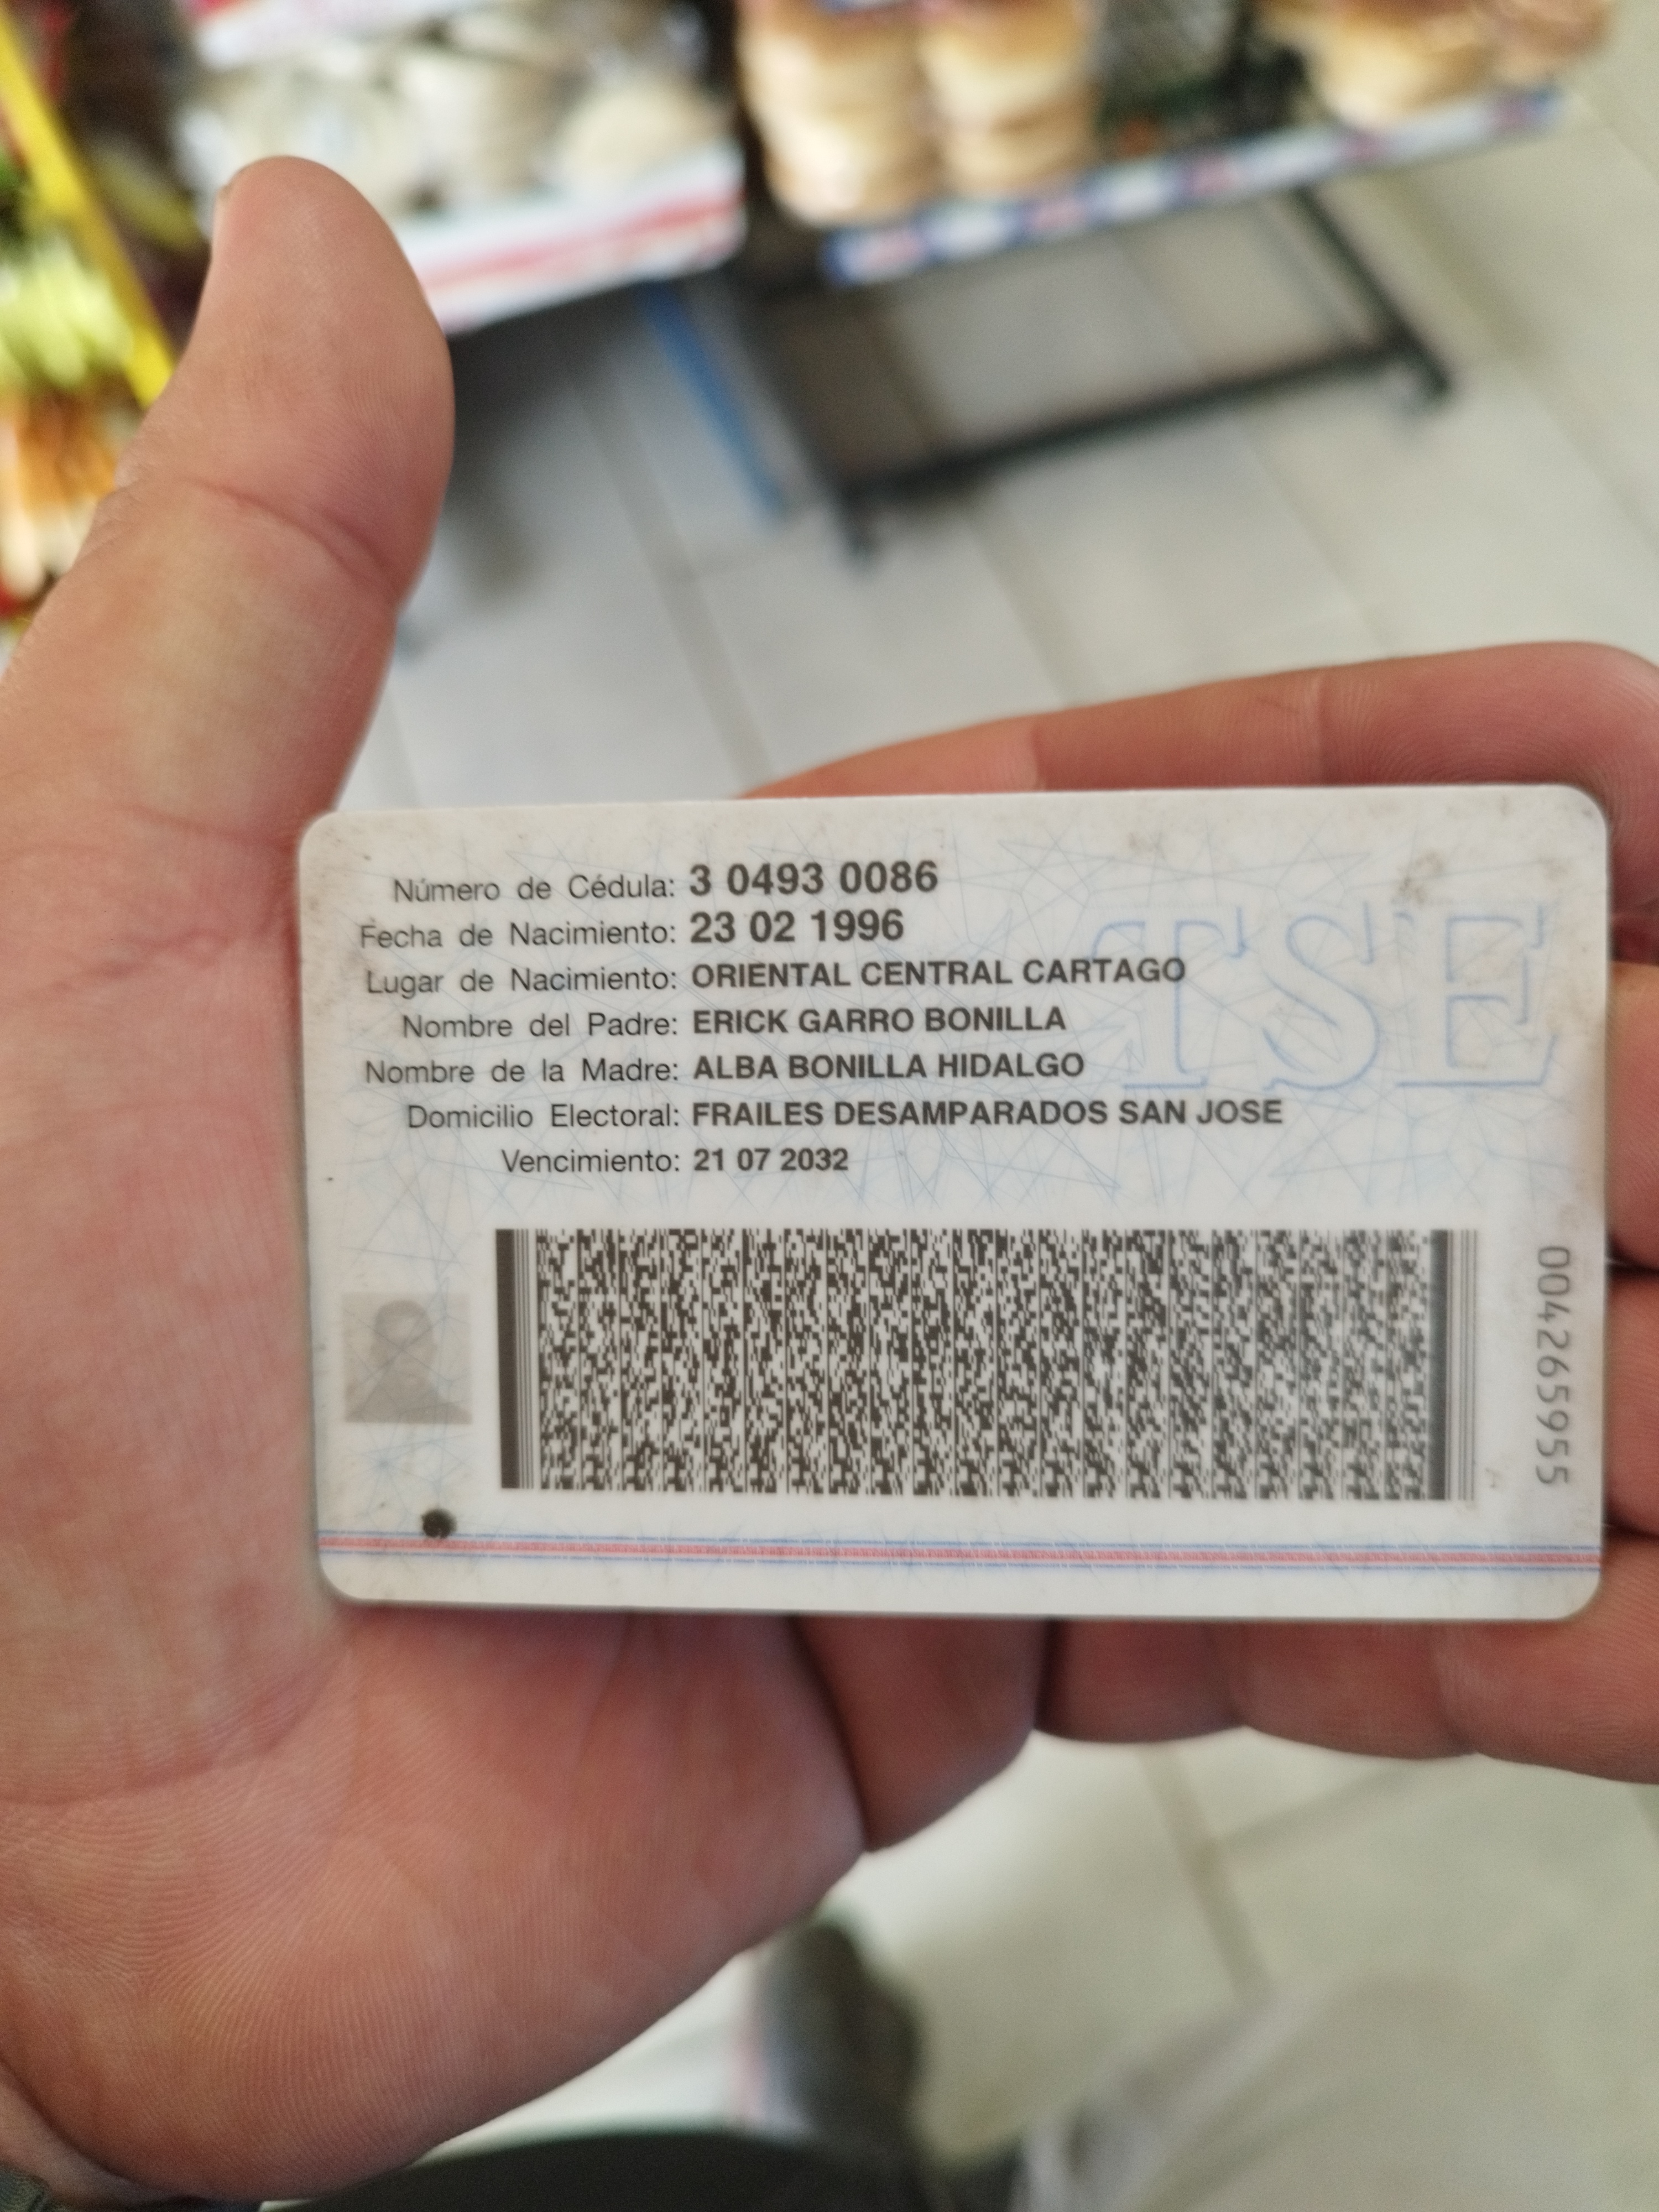 Número de Cédula: 3 0493 0086
Fecha de Nacimiento: 23 02 1996
Lugar de Nacimiento: ORIENTAL CENTRAL CARTAGO
Nombre del Padre: ERICK GARRO BONILLA
Nombre de la Madre: ALBA BONILLA HIDALGO
Domicilio Electoral: FRAILES DESAMPARADOS SAN JOSE
Vencimiento: 21 07 2032
TSE
0042659555